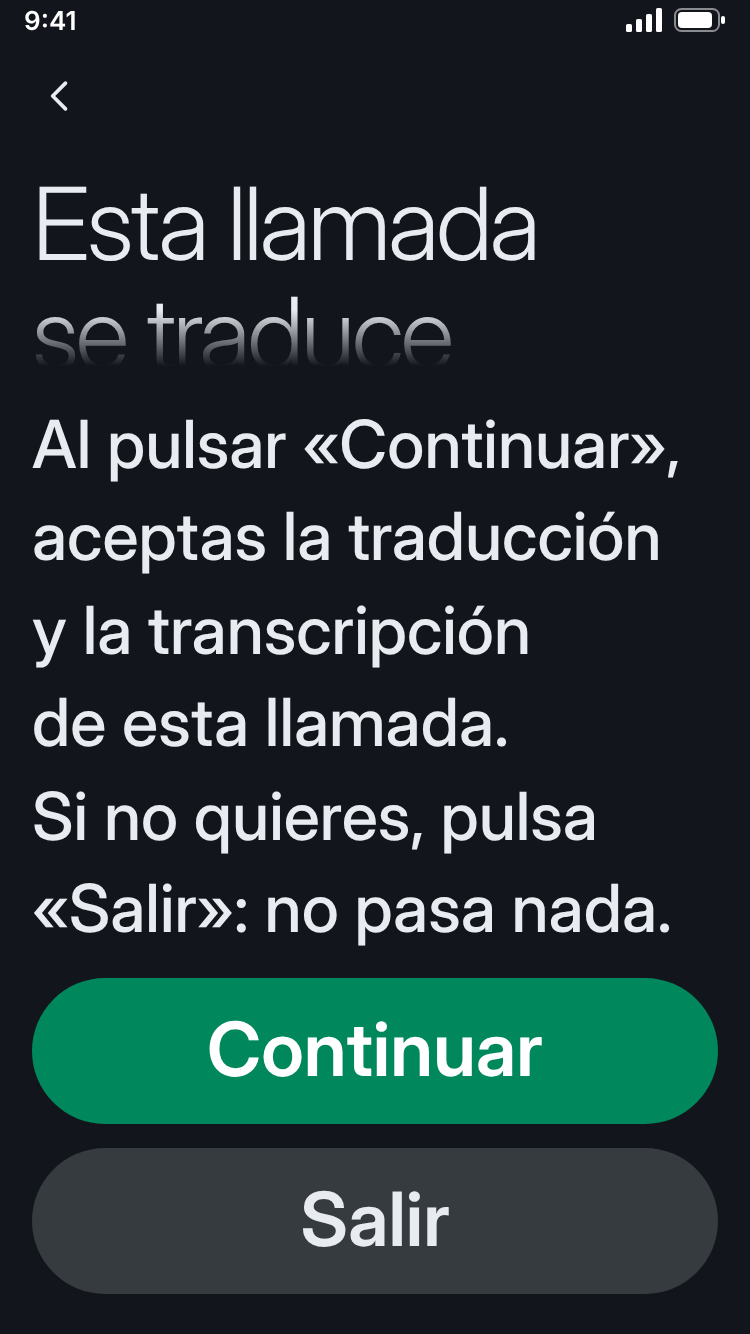 9:41
Esta llamada
se traduce
Al pulsar «Continuar»,
aceptas la traducción
y la transcripción
de esta llamada.
Si no quieres, pulsa
«Salir»: no pasa nada.
Continuar
Salir